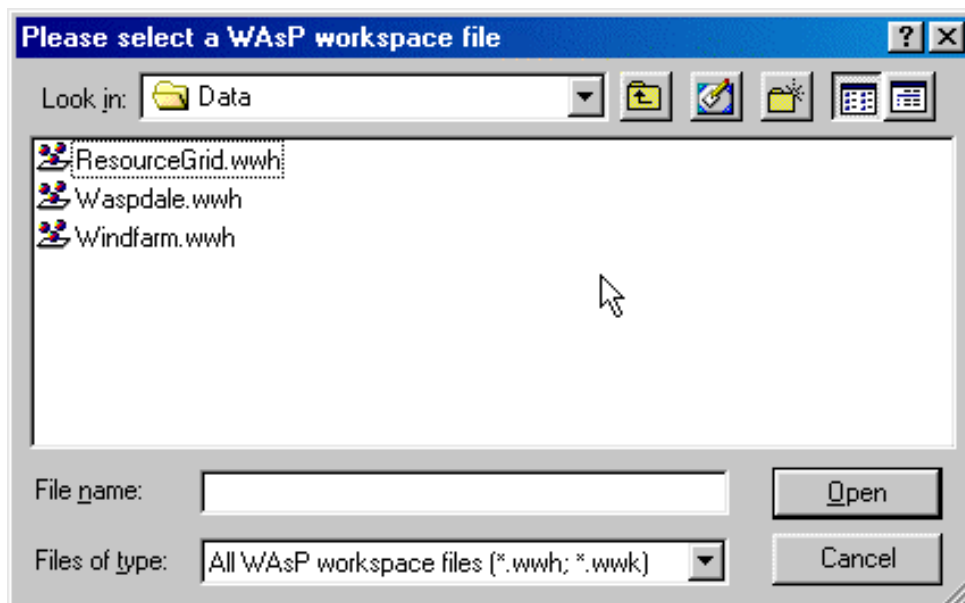 Please select a WAsP workspace file
Look in: Data
ResourceGrid.wwh
Waspdale.wwh
Windfarm.wwh
File name: Open
Files of type: All WAsP workspace files (*.wwh; *.wwk) Cancel